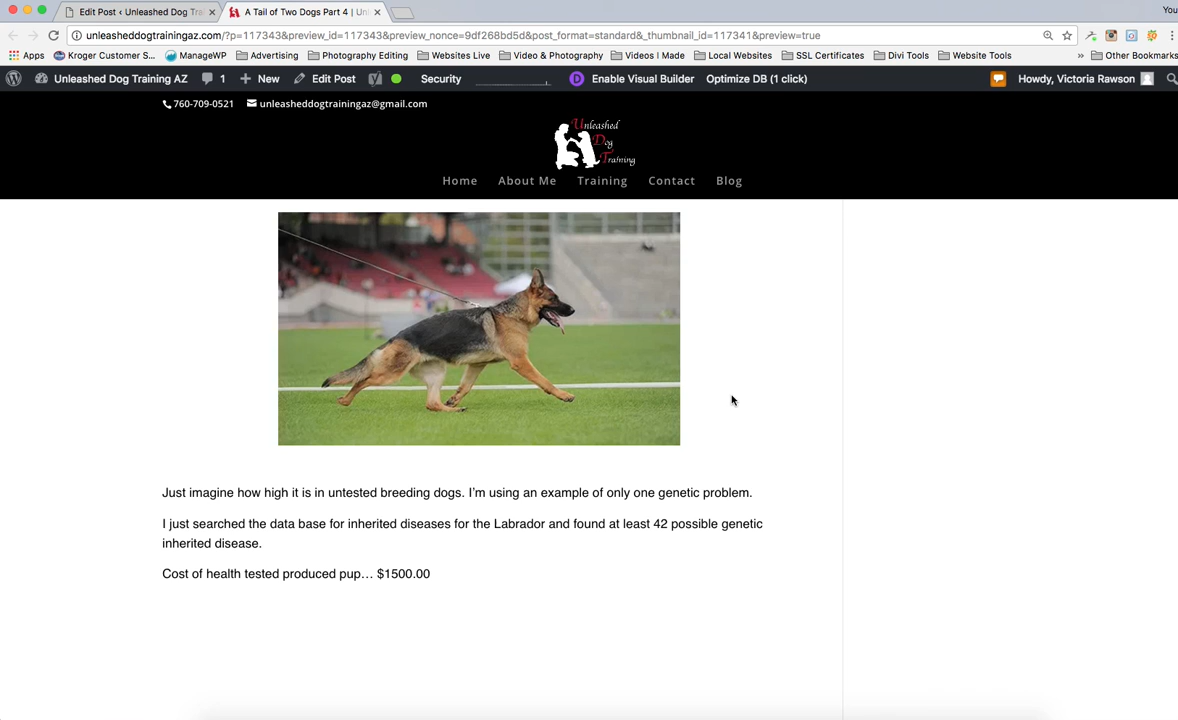 Edit Post ‹ Unleashed Dog Tra
A Tail of Two Dogs Part 4 | Un
You
unleasheddogtrainingaz.com/?p=117343&preview_id=117343&preview_nonce=9df268bd5d&post_format=standard&_thumbnail_id=117341&preview=true
Apps Kroger Customer S... ManageWP Advertising Photography Editing Websites Live Video & Photography Videos I Made Local Websites SSL Certificates Divi Tools Website Tools » Other Bookmarks
Unleashed Dog Training AZ 1 + New Edit Post Security D Enable Visual Builder Optimize DB (1 click) Howdy, Victoria Rawson
760-709-0521 unleasheddogtrainingaz@gmail.com
Unleashed
Dog
Training
Home About Me Training Contact Blog
Just imagine how high it is in untested breeding dogs. I’m using an example of only one genetic problem.
I just searched the data base for inherited diseases for the Labrador and found at least 42 possible genetic
inherited disease.
Cost of health tested produced pup… $1500.00